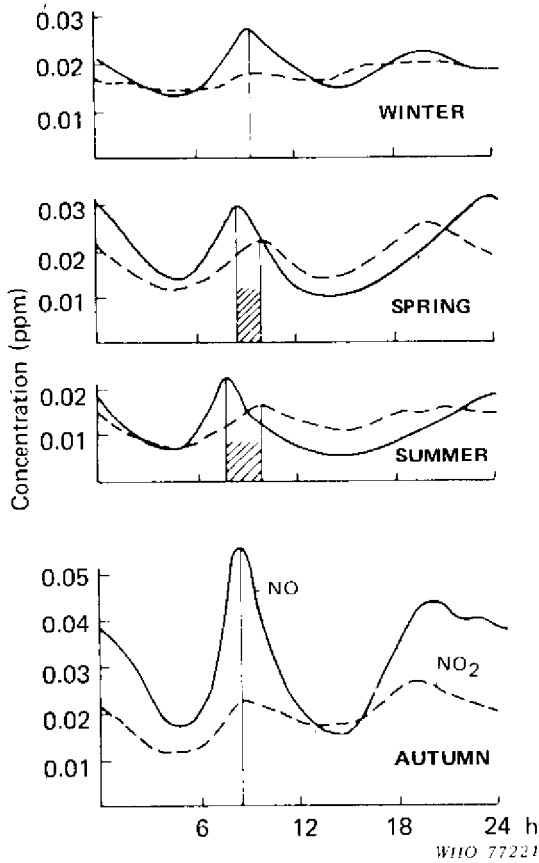 0.03
0.02
0.01
WINTER
0.03
0.02
0.01
SPRING
0.02
0.01
SUMMER
Concentration (ppm)
0.05
0.04
0.03
0.02
0.01
NO
NO2
AUTUMN
6 12 18 24 h
WHO 77221